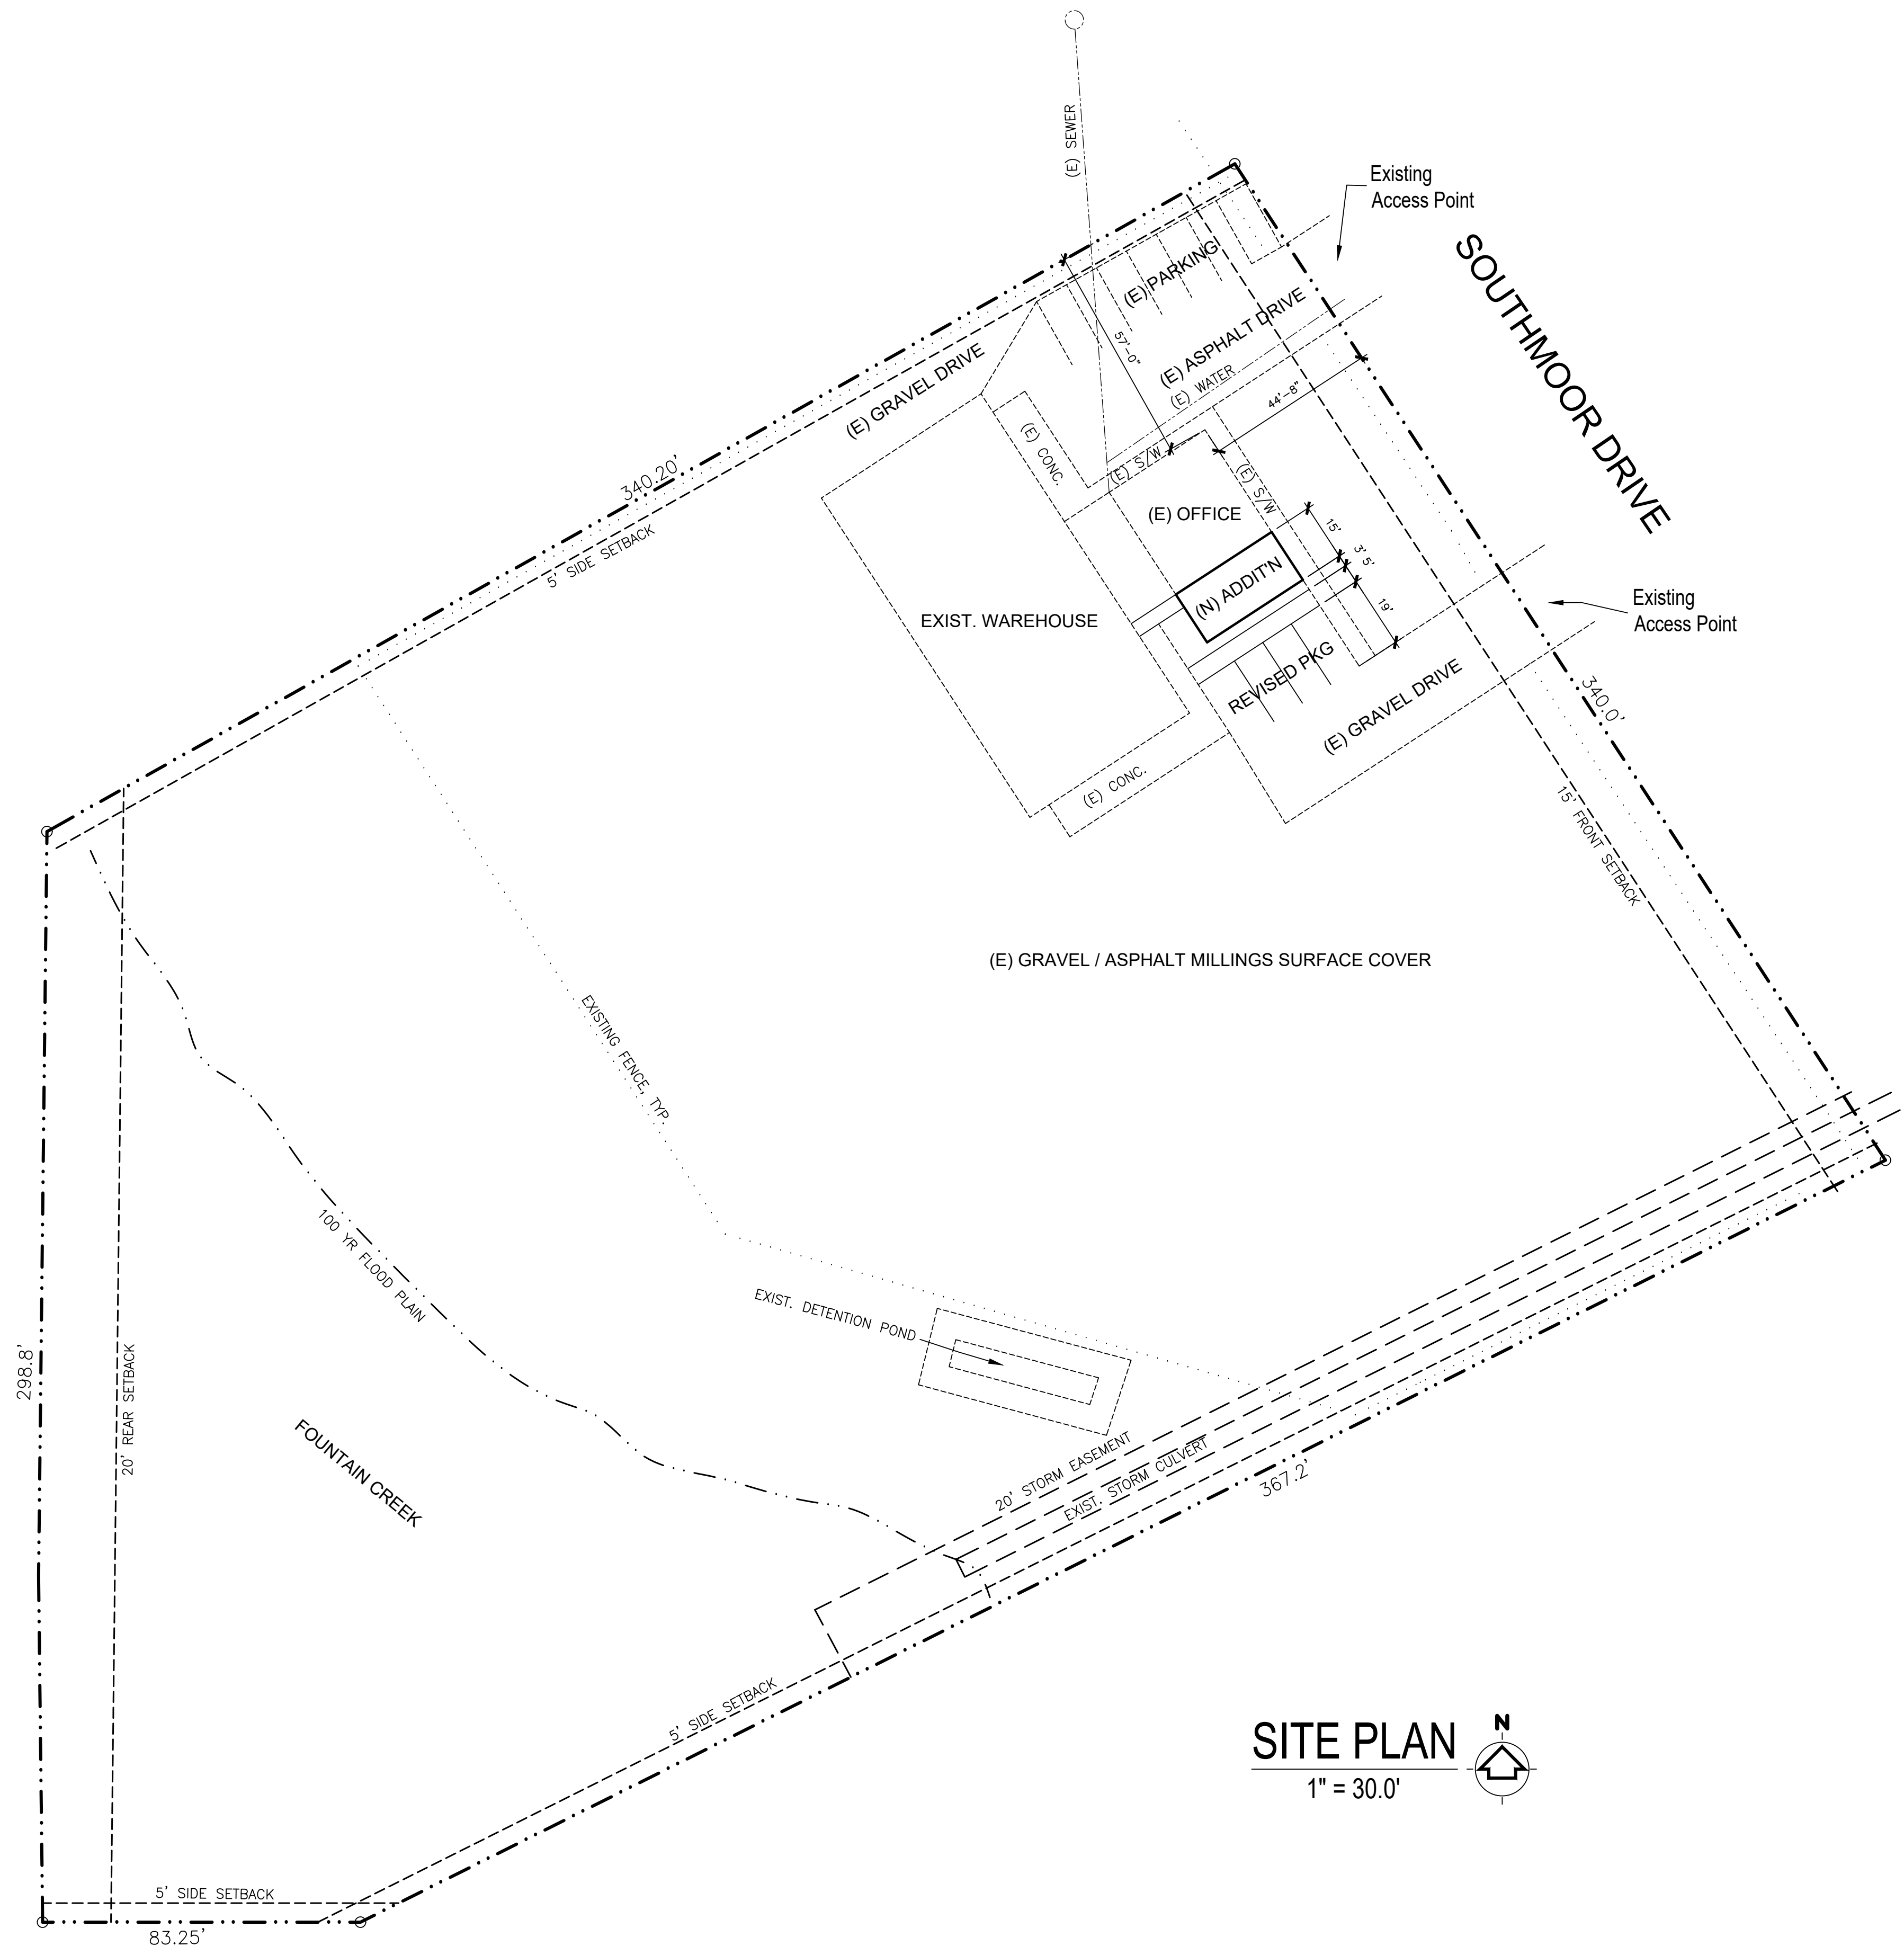 (E) SEWER
Existing
Access Point
SOUTHMOOR DRIVE
(E) PARKING
57'-0"
(E) ASPHALT DRIVE
(E) WATER
(E) GRAVEL DRIVE
44'-8"
(E) CONC.
(E) S/W
(E) S/W
340.20'
5' SIDE SETBACK
(E) OFFICE
15'
3' 5'
(N) ADDIT'N
19'
EXIST. WAREHOUSE
Existing
Access Point
REVISED PKG
340.0'
(E) GRAVEL DRIVE
(E) CONC.
15' FRONT SETBACK
(E) GRAVEL / ASPHALT MILLINGS SURFACE COVER
EXISTING FENCE, TYP.
100 YR FLOOD PLAIN
EXIST. DETENTION POND
298.8'
20' REAR SETBACK
FOUNTAIN CREEK
20' STORM EASEMENT
EXIST. STORM CULVERT
367.2'
5' SIDE SETBACK
SITE PLAN
N
1" = 30.0'
5' SIDE SETBACK
83.25'